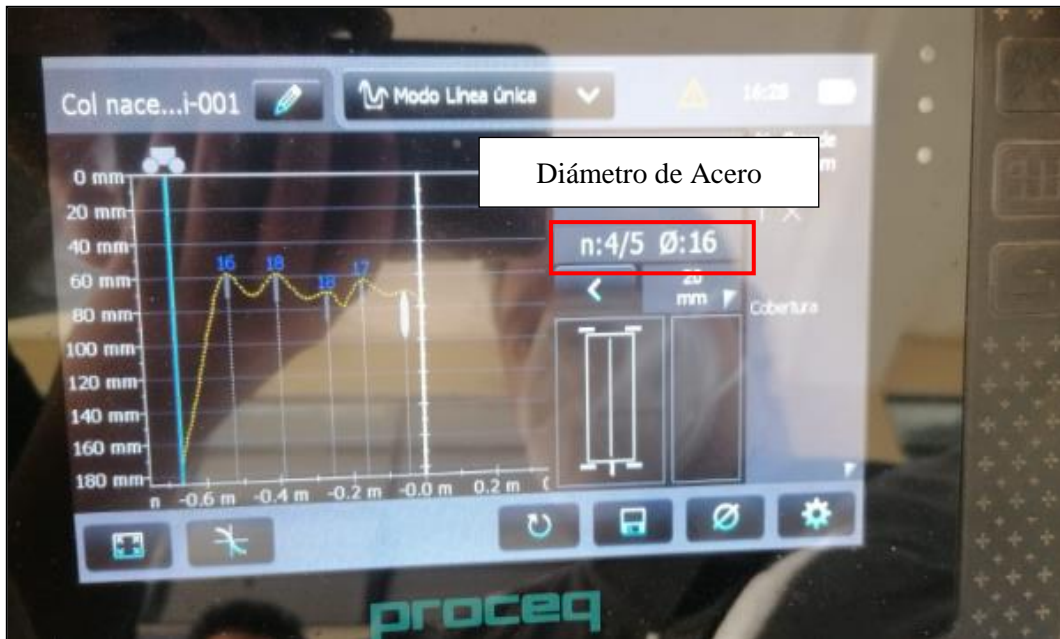 Col nace...i-001
Modo Línea única
16:28
Diámetro de Acero
0 mm
20 mm
40 mm
60 mm
80 mm
100 mm
120 mm
140 mm
160 mm
180 mm
16
18
18
17
n:4/5 Ø:16
20
mm
Cobertura
n -0.6 m -0.4 m -0.2 m -0.0 m 0.2 m
proceq